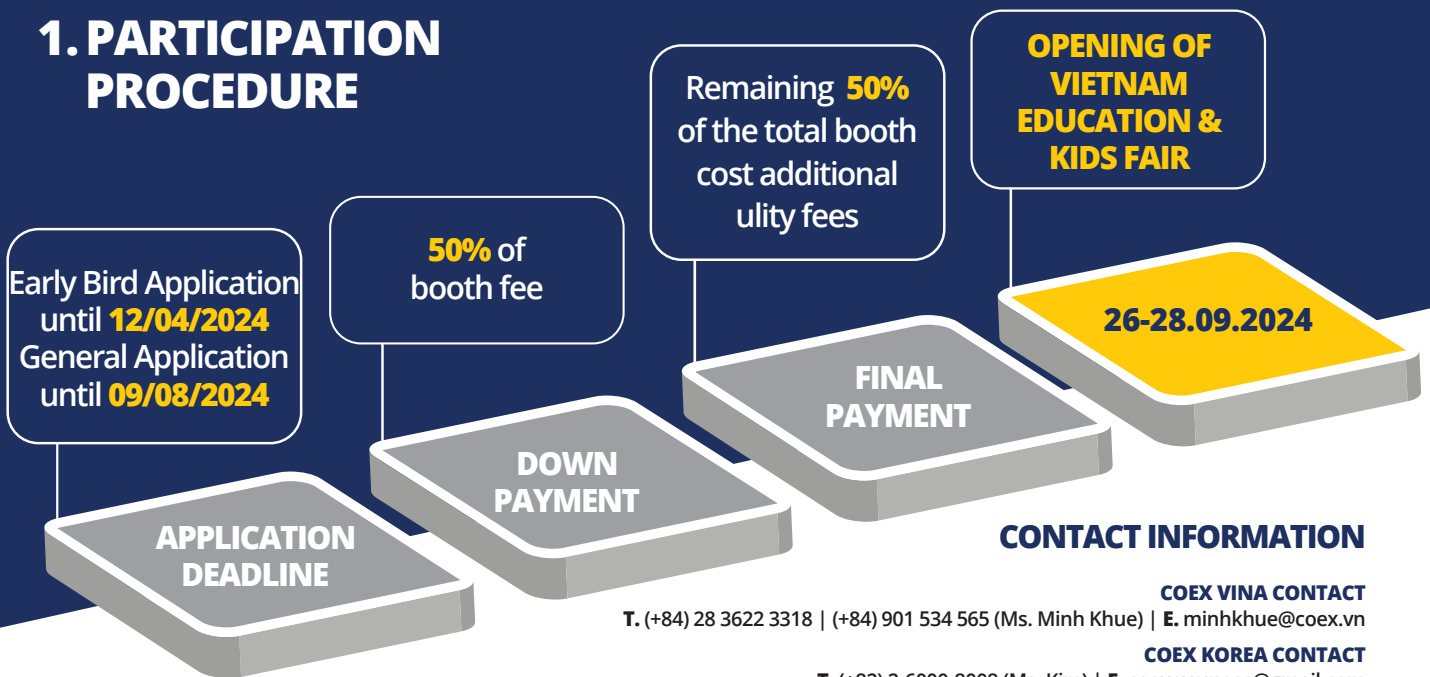 1. PARTICIPATION
PROCEDURE
Early Bird Application
until 12/04/2024
General Application
until 09/08/2024
APPLICATION
DEADLINE
50% of
booth fee
DOWN
PAYMENT
Remaining 50%
of the total booth
cost additional
ulity fees
FINAL
PAYMENT
OPENING OF
VIETNAM
EDUCATION &
KIDS FAIR
26-28.09.2024
CONTACT INFORMATION
COEX VINA CONTACT
T. (+84) 28 3622 3318 | (+84) 901 534 565 (Ms. Minh Khue) | E. minhkhue@coex.vn
COEX KOREA CONTACT